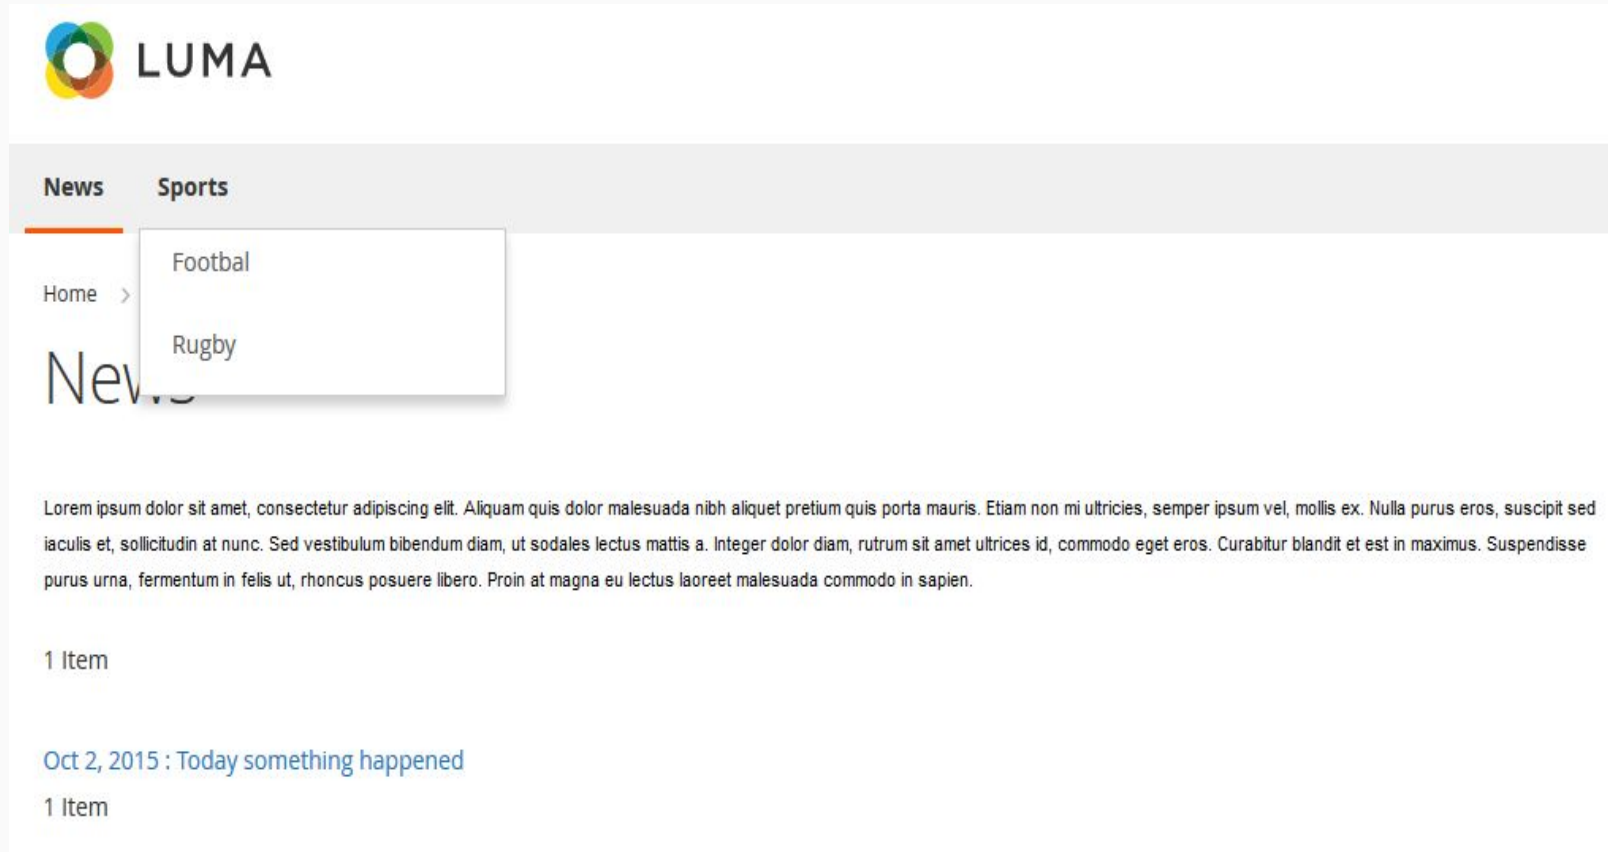 LUMA
News Sports
Footbal
Home >
Rugby
Lorem ipsum dolor sit amet, consectetur adipiscing elit. Aliquam quis dolor malesuada nibh aliquet pretium quis porta mauris. Etiam non mi ultricies, semper ipsum vel, mollis ex. Nulla purus eros, suscipit sed
iaculis et, sollicitudin at nunc. Sed vestibulum bibendum diam, ut sodales lectus mattis a. Integer dolor diam, rutrum sit amet ultrices id, commodo eget eros. Curabitur blandit et est in maximus. Suspendisse
purus urna, fermentum in felis ut, rhoncus posuere libero. Proin at magna eu lectus laoreet malesuada commodo in sapien.
1 Item
Oct 2, 2015 : Today something happened
1 Item